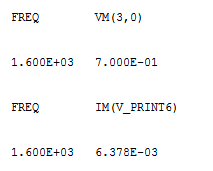 FREQ VM(3,0)
1.600E+03 7.000E-01
FREQ IM(V_PRINT6)
1.600E+03 6.378E-03